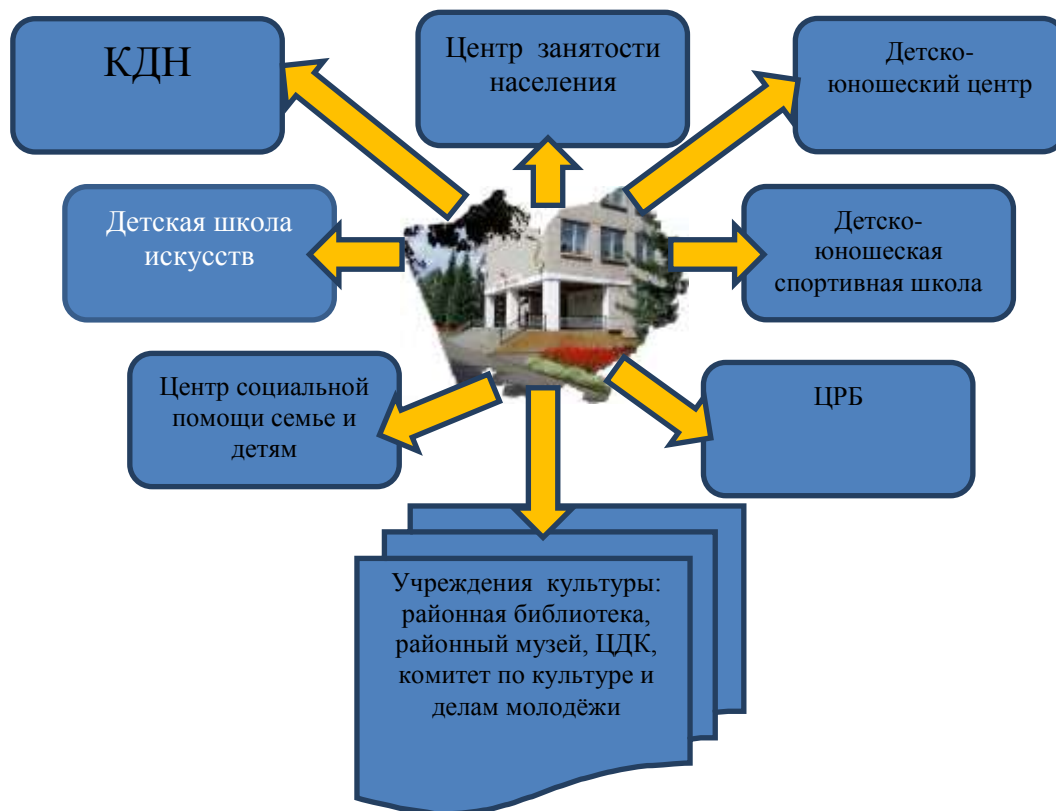 КДН
Центр занятости
населения
Детско-
юношеский центр
Детская школа
искусств
Детско-
юношеская
спортивная школа
Центр социальной
помощи семье и
детям
ЦРБ
Учреждения культуры:
районная библиотека,
районный музей, ЦДК,
комитет по культуре и
делам молодёжи